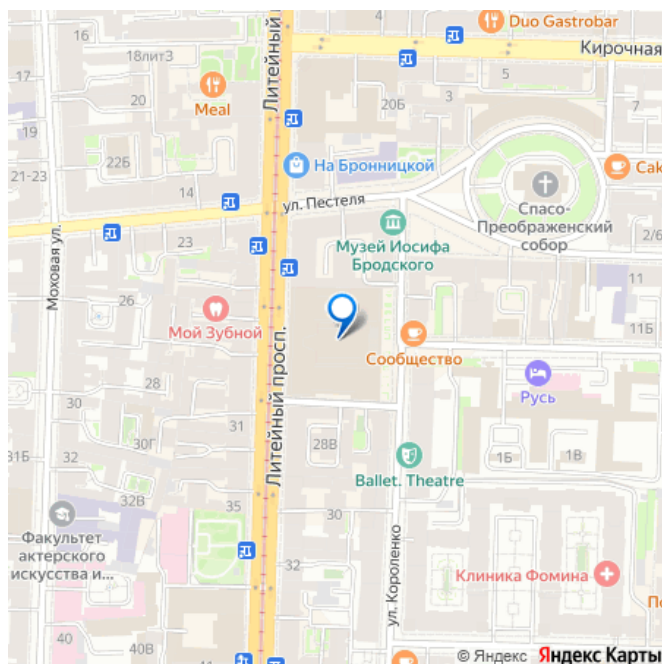 Duo Gastrobar
Кирочная
17
18лит3
20
Meal
Литейный
5
3
20Б
7
19
22Б
21-23
14
На Бронницкой
Cak
ул. Пестеля
Спасо-
Преображенский
собор
Моховая ул.
23
Музей Иосифа
Бродского
2/6
11
26
Мой Зубной
11Б
Сообщество
Литейный просп.
28
Русь
30
31
30Г
28В
1Б
1В
31Б
Ballet. Theatre
32В
35
30
Факультет
актерского
искусства и...
ул. Короленко
32
Клиника Фомина
По
40
40В
© Яндекс Яндекс Карты